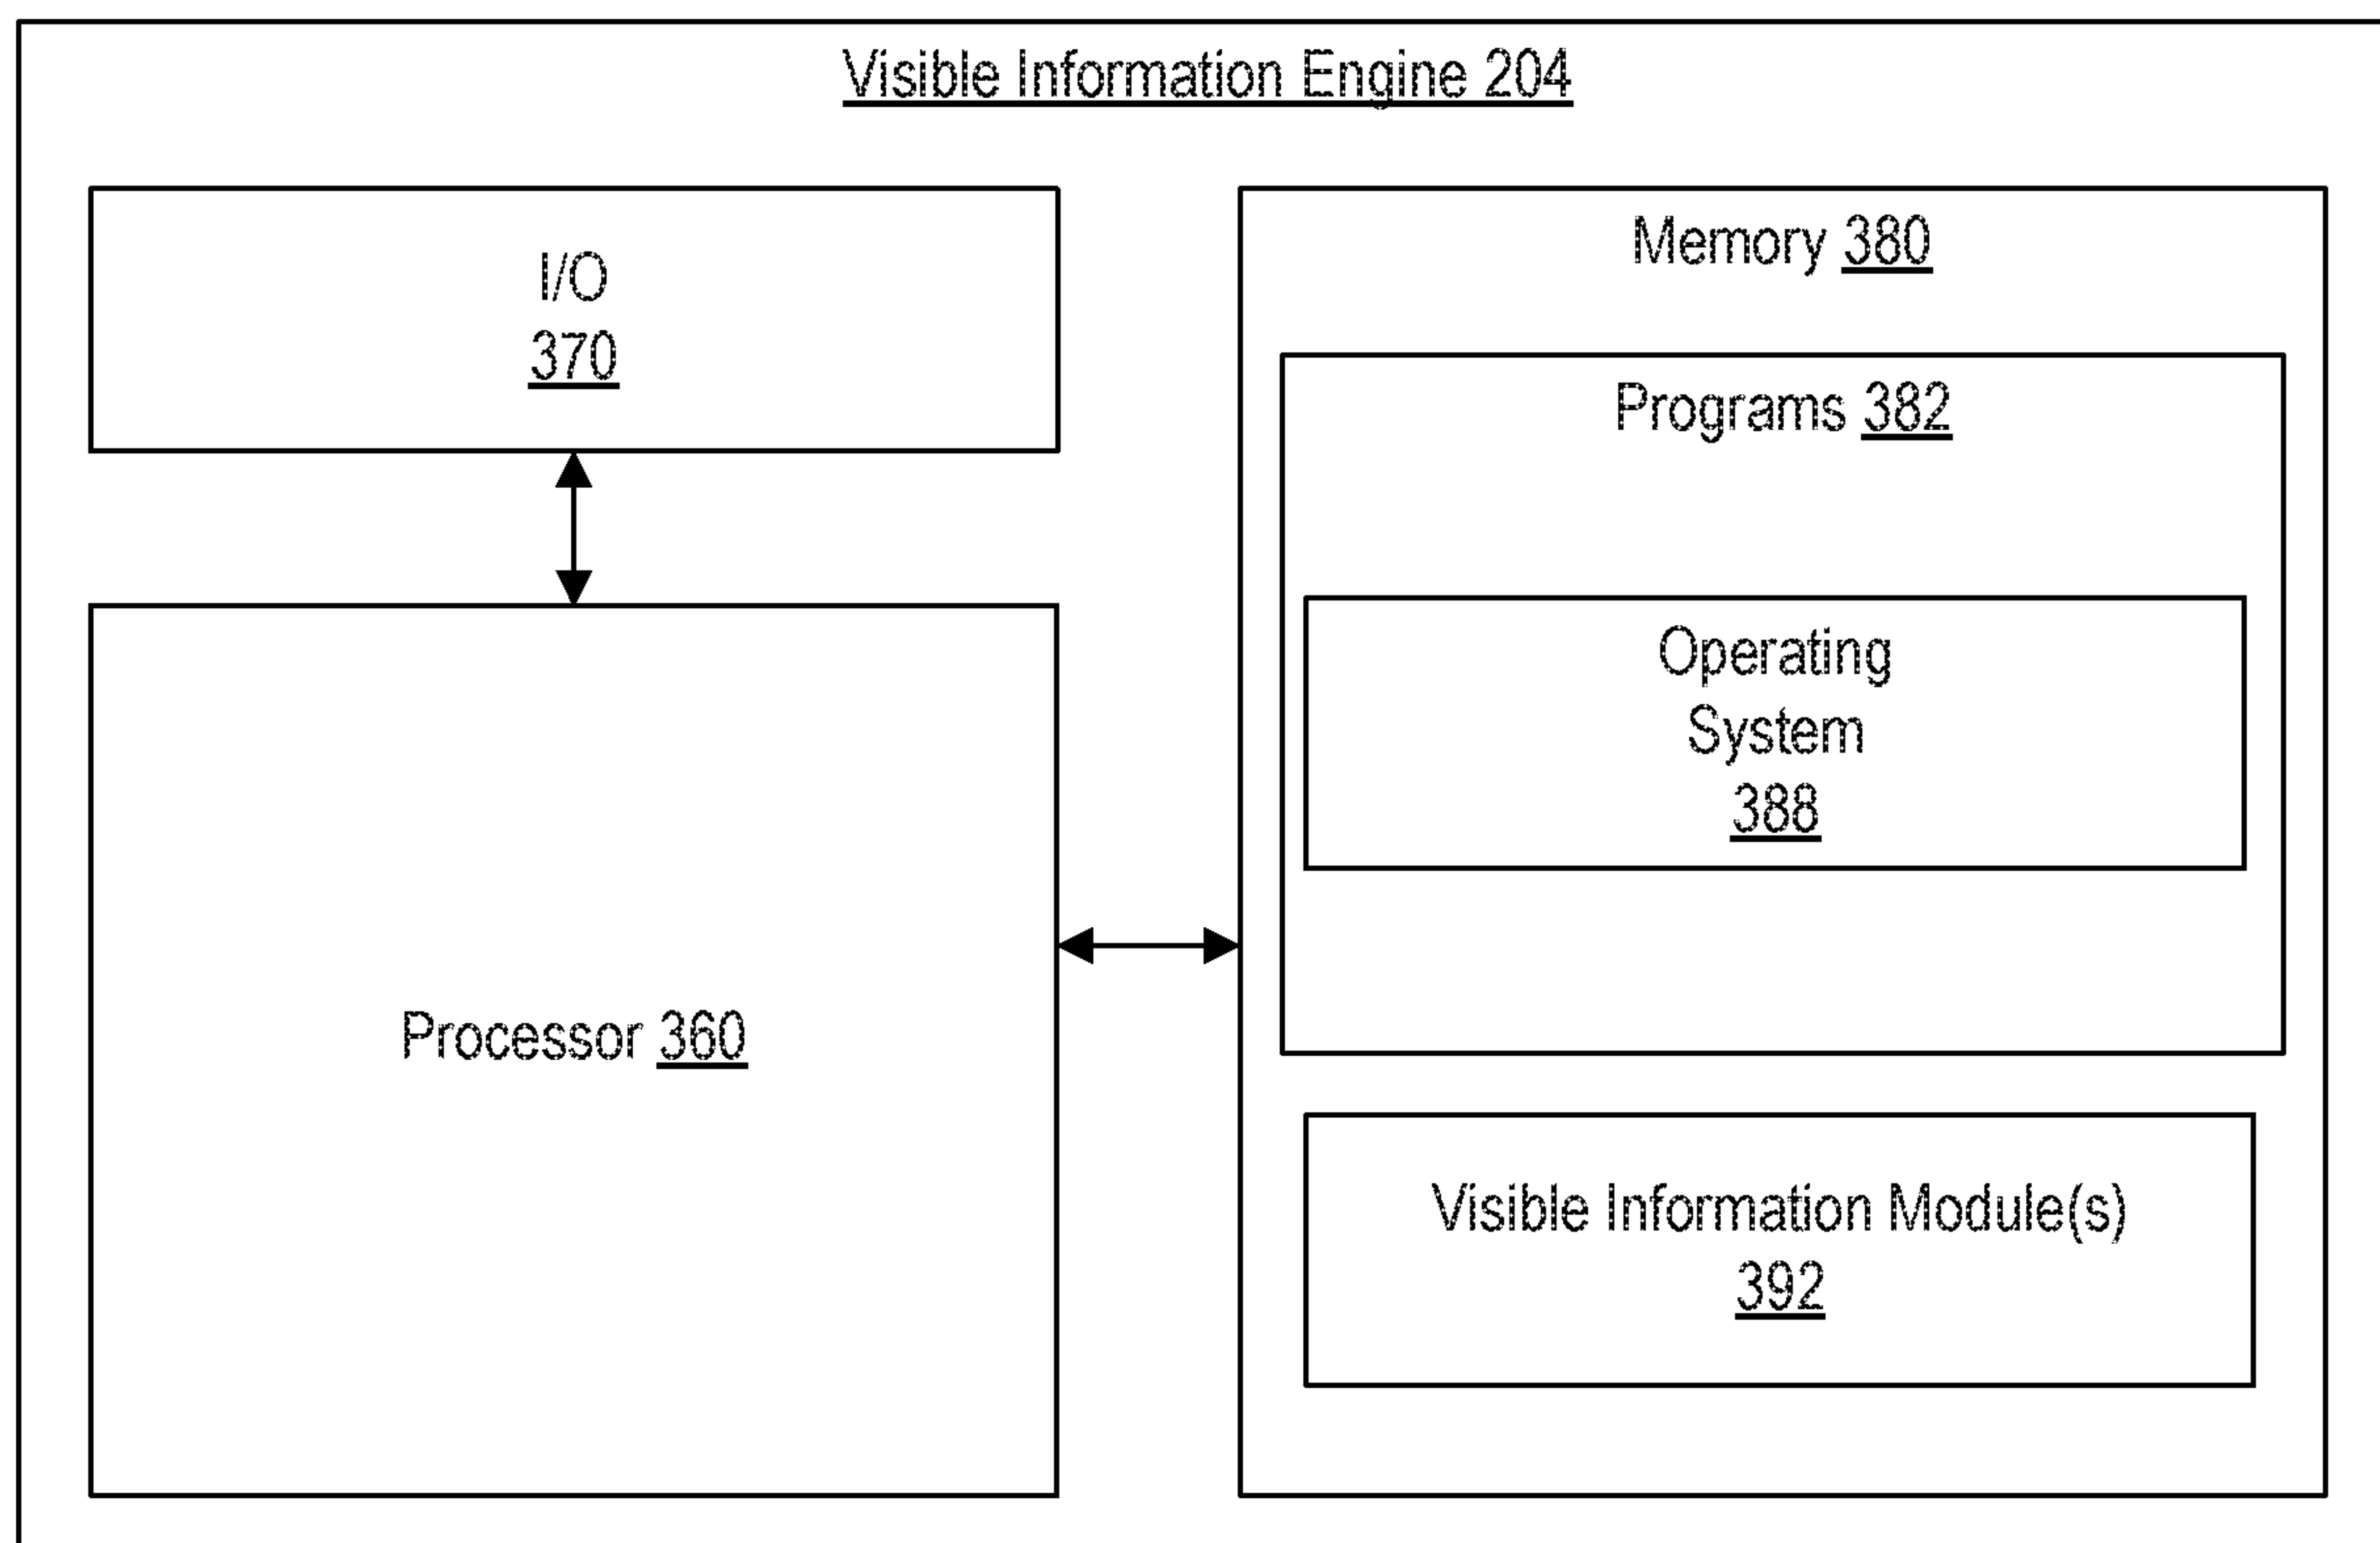 Visible Information Engine 204
I/O
370
Processor 360
Memory 380
Programs 382
Operating
System
388
Visible Information Module(s)
392